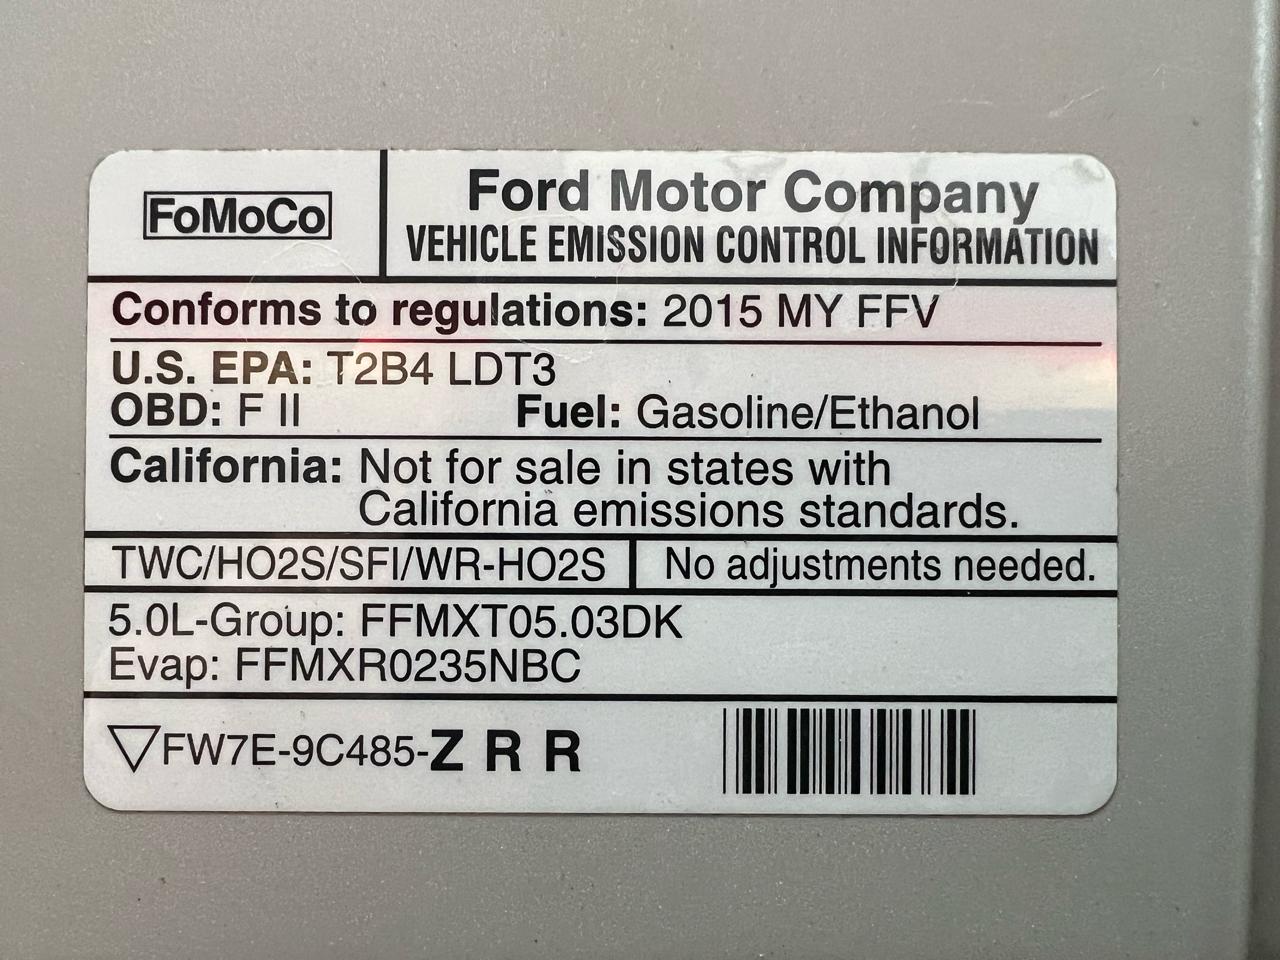 FoMoCo
Ford Motor Company
VEHICLE EMISSION CONTROL INFORMATION
Conforms to regulations: 2015 MY FFV
U.S. EPA: T2B4 LDT3
OBD: F II Fuel: Gasoline/Ethanol
California: Not for sale in states with
California emissions standards.
TWC/HO2S/SFI/WR-HO2S No adjustments needed.
5.0L-Group: FFMXT05.03DK
Evap: FFMXR0235NBC
▽FW7E-9C485-Z R R